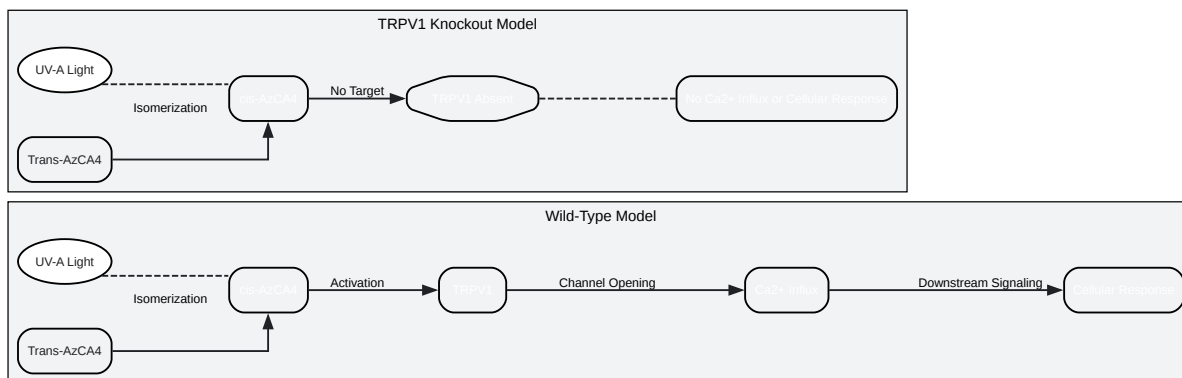 TRPV1 Knockout Model
UV-A Light
cis-AzCA4
No Target
TRPV1 Absent
No Ca2+ Influx or Cellular Response
Isomerization
Trans-AzCA4
Wild-Type Model
UV-A Light
cis-AzCA4
Activation
TRPV1
Channel Opening
Ca2+ Influx
Downstream Signaling
Cellular Response
Isomerization
Trans-AzCA4